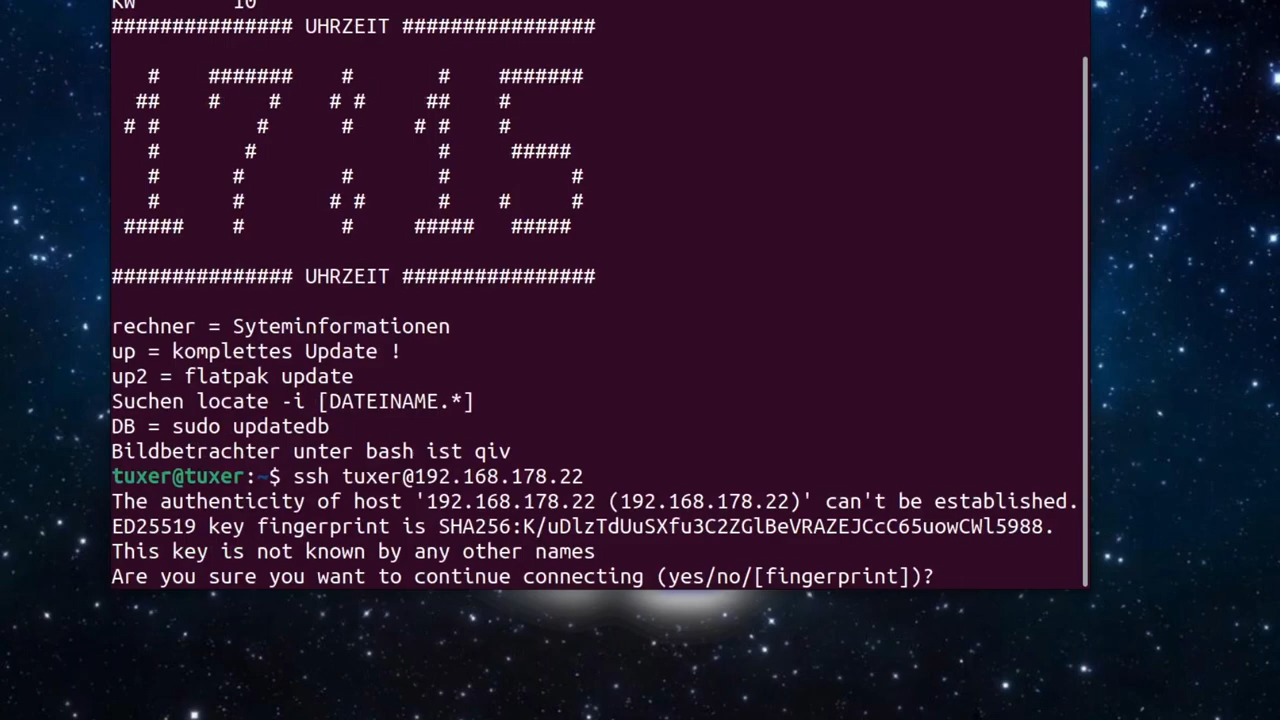 KW        10
############### UHRZEIT ################
   #    #######    #       #    #######
  ##    #    #    # #     ##    #
 # #        #      #     # #    #
   #       #               #     #####
   #      #        #       #          #
   #      #       # #      #    #     #
 #####    #        #     #####   #####
############### UHRZEIT ################
rechner = Syteminformationen
up = komplettes Update !
up2 = flatpak update
Suchen locate -i [DATEINAME.*]
DB = sudo updatedb
Bildbetrachter unter bash ist qiv
tuxer@tuxer:~$ ssh tuxer@192.168.178.22
The authenticity of host '192.168.178.22 (192.168.178.22)' can't be established.
ED25519 key fingerprint is SHA256:K/uDlzTdUuSXfu3C2ZGlBeVRAZEJCcC65uowCWl5988.
This key is not known by any other names
Are you sure you want to continue connecting (yes/no/[fingerprint])?